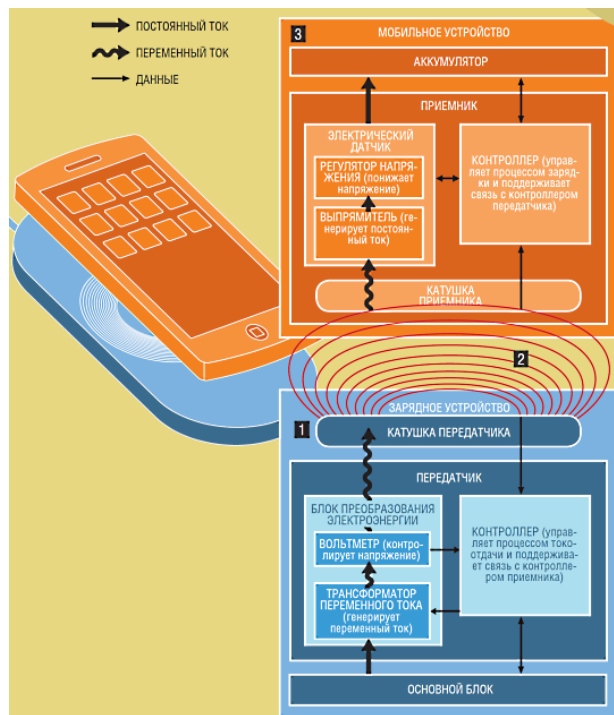 ПОСТОЯННЫЙ ТОК
ПЕРЕМЕННЫЙ ТОК
ДАННЫЕ
3
МОБИЛЬНОЕ УСТРОЙСТВО
АККУМУЛЯТОР
ПРИЕМНИК
ЭЛЕКТРИЧЕСКИЙ
ДАТЧИК
РЕГУЛЯТОР НАПРЯ-
ЖЕНИЯ (понижает
напряжение)
ВЫПРЯМИТЕЛЬ (ге-
нерирует постоян-
ный ток)
КОНТРОЛЛЕР (управ-
ляет процессом заряд-
ки и поддерживает
связь с контроллером
передатчика)
КАТУШКА
ПРИЕМНИКА
2
ЗАРЯДНОЕ УСТРОЙСТВО
1
КАТУШКА ПЕРЕДАТЧИКА
ПЕРЕДАТЧИК
БЛОК ПРЕОБРАЗОВАНИЯ
ЭЛЕКТРОЭНЕРГИИ
ВОЛЬТМЕТР (контро-
лирует напряжение)
ТРАНСФОРМАТОР
ПЕРЕМЕННОГО ТОКА
(генерирует
переменный ток)
КОНТРОЛЛЕР (управ-
ляет процессом токо-
отдачи и поддержива-
ет связь с контролле-
ром приемника)
ОСНОВНОЙ БЛОК